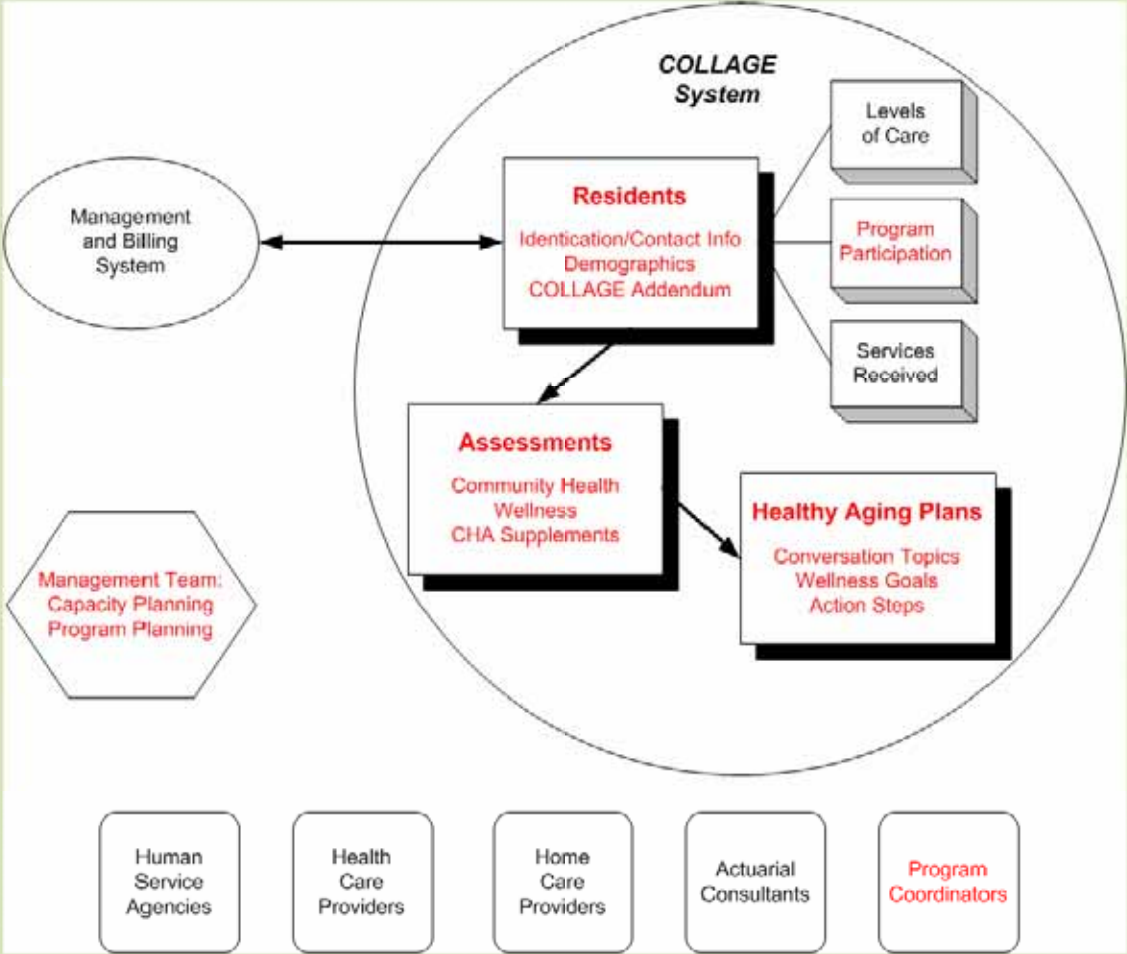 COLLAGE
System
Levels
of Care
Residents
Identication/Contact Info
Demographics
COLLAGE Addendum
Management
and Billing
System
Program
Participation
Services
Received
Assessments
Community Health
Wellness
CHA Supplements
Healthy Aging Plans
Conversation Topics
Wellness Goals
Action Steps
Management Team:
Capacity Planning
Program Planning
Human
Service
Agencies
Health
Care
Providers
Home
Care
Providers
Actuarial
Consultants
Program
Coordinators